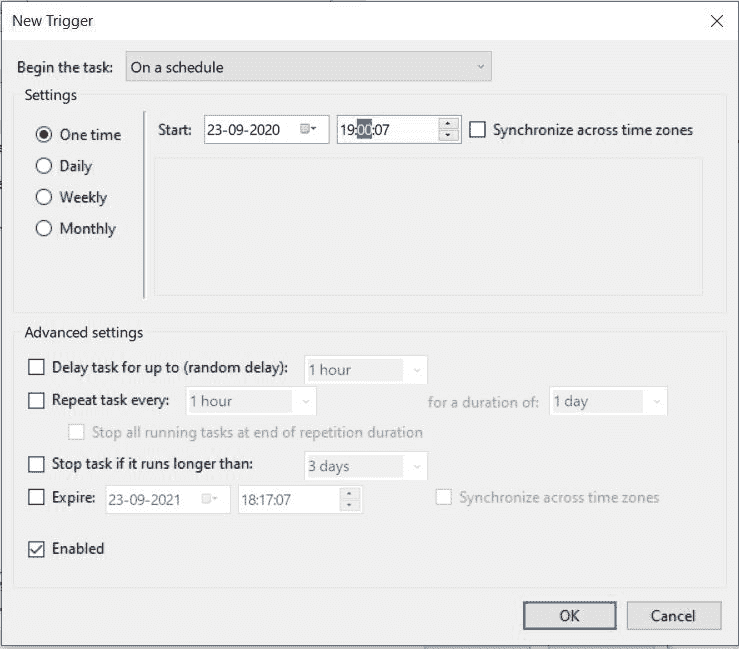 New Trigger
Begin the task: On a schedule
Settings
One time
Start: 23-09-2020 19:00:07 Synchronize across time zones
Daily
Weekly
Monthly
Advanced settings
Delay task for up to (random delay): 1 hour
Repeat task every: 1 hour for a duration of: 1 day
Stop all running tasks at end of repetition duration
Stop task if it runs longer than: 3 days
Expire: 23-09-2021 18:17:07 Synchronize across time zones
Enabled
OK Cancel